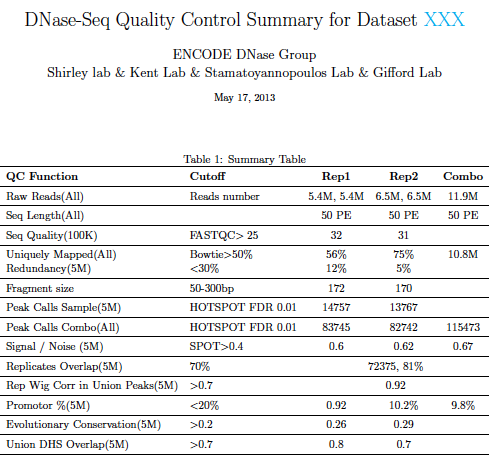 DNase-Seq Quality Control Summary for Dataset XXX
ENCODE DNase Group
Shirley lab & Kent Lab & Stamatoyannopoulos Lab & Gifford Lab
May 17, 2013
Table 1: Summary Table
QC Function Cutoff Rep1 Rep2 Combo
Raw Reads(All) Reads number 5.4M, 5.4M 6.5M, 6.5M 11.9M
Seq Length(All) 50 PE 50 PE 50 PE
Seq Quality(100K) FASTQC> 25 32 31
Uniquely Mapped(All) Bowtie>50% 56% 75% 10.8M
Redundancy(5M) <30% 12% 5%
Fragment size 50-300bp 172 170
Peak Calls Sample(5M) HOTSPOT FDR 0.01 14757 13767
Peak Calls Combo(All) HOTSPOT FDR 0.01 83745 82742 115473
Signal / Noise (5M) SPOT>0.4 0.6 0.62 0.67
Replicates Overlap(5M) 70% 72375, 81%
Rep Wig Corr in Union Peaks(5M) >0.7 0.92
Promotor %(5M) <20% 0.92 10.2% 9.8%
Evolutionary Conservation(5M) >0.2 0.26 0.29
Union DHS Overlap(5M) >0.7 0.8 0.7